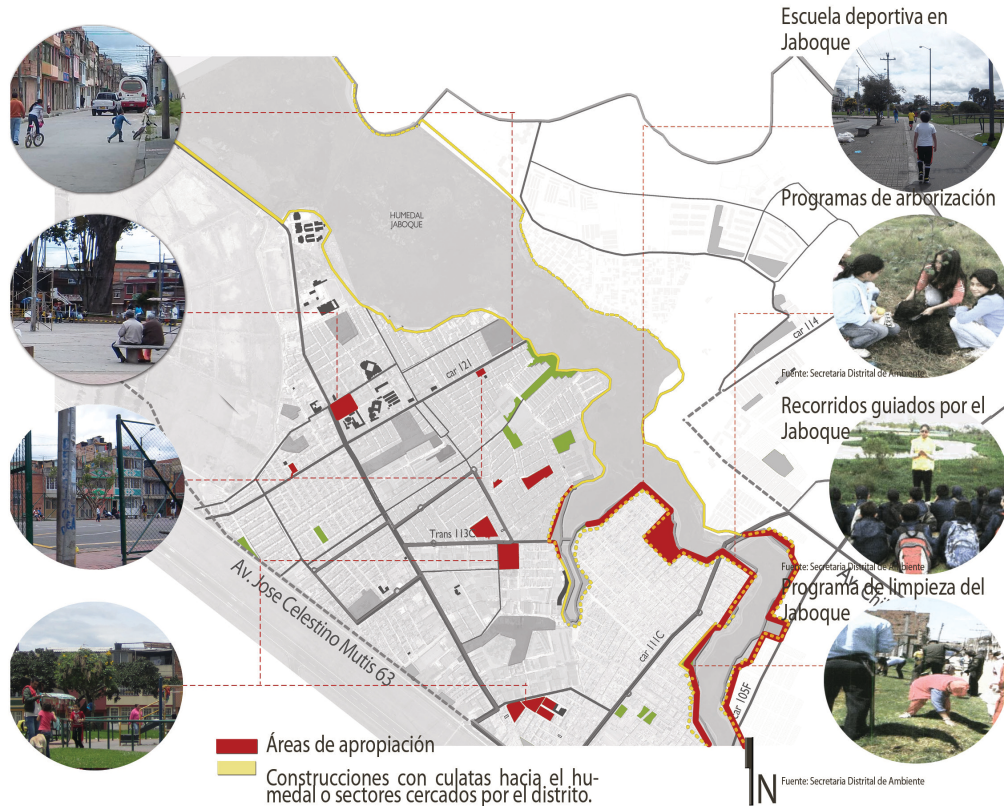 Escuela deportiva en
Jaboque
Programas de arborización
Fuente: Secretaria Distrital de Ambiente
Recorridos guiados por el
Jaboque
Fuente: Secretaria Distrital de Ambiente
Programa de limpieza del
Jaboque
Fuente: Secretaria Distrital de Ambiente
HUMEDAL
JABOQUE
car 121
car 114
Trans 113C
car 111C
car 105F
Av. Jose Celestino Mutis 63
Áreas de apropiación
Construcciones con culatas hacia el hu-
medal o sectores cercados por el distrito.
N